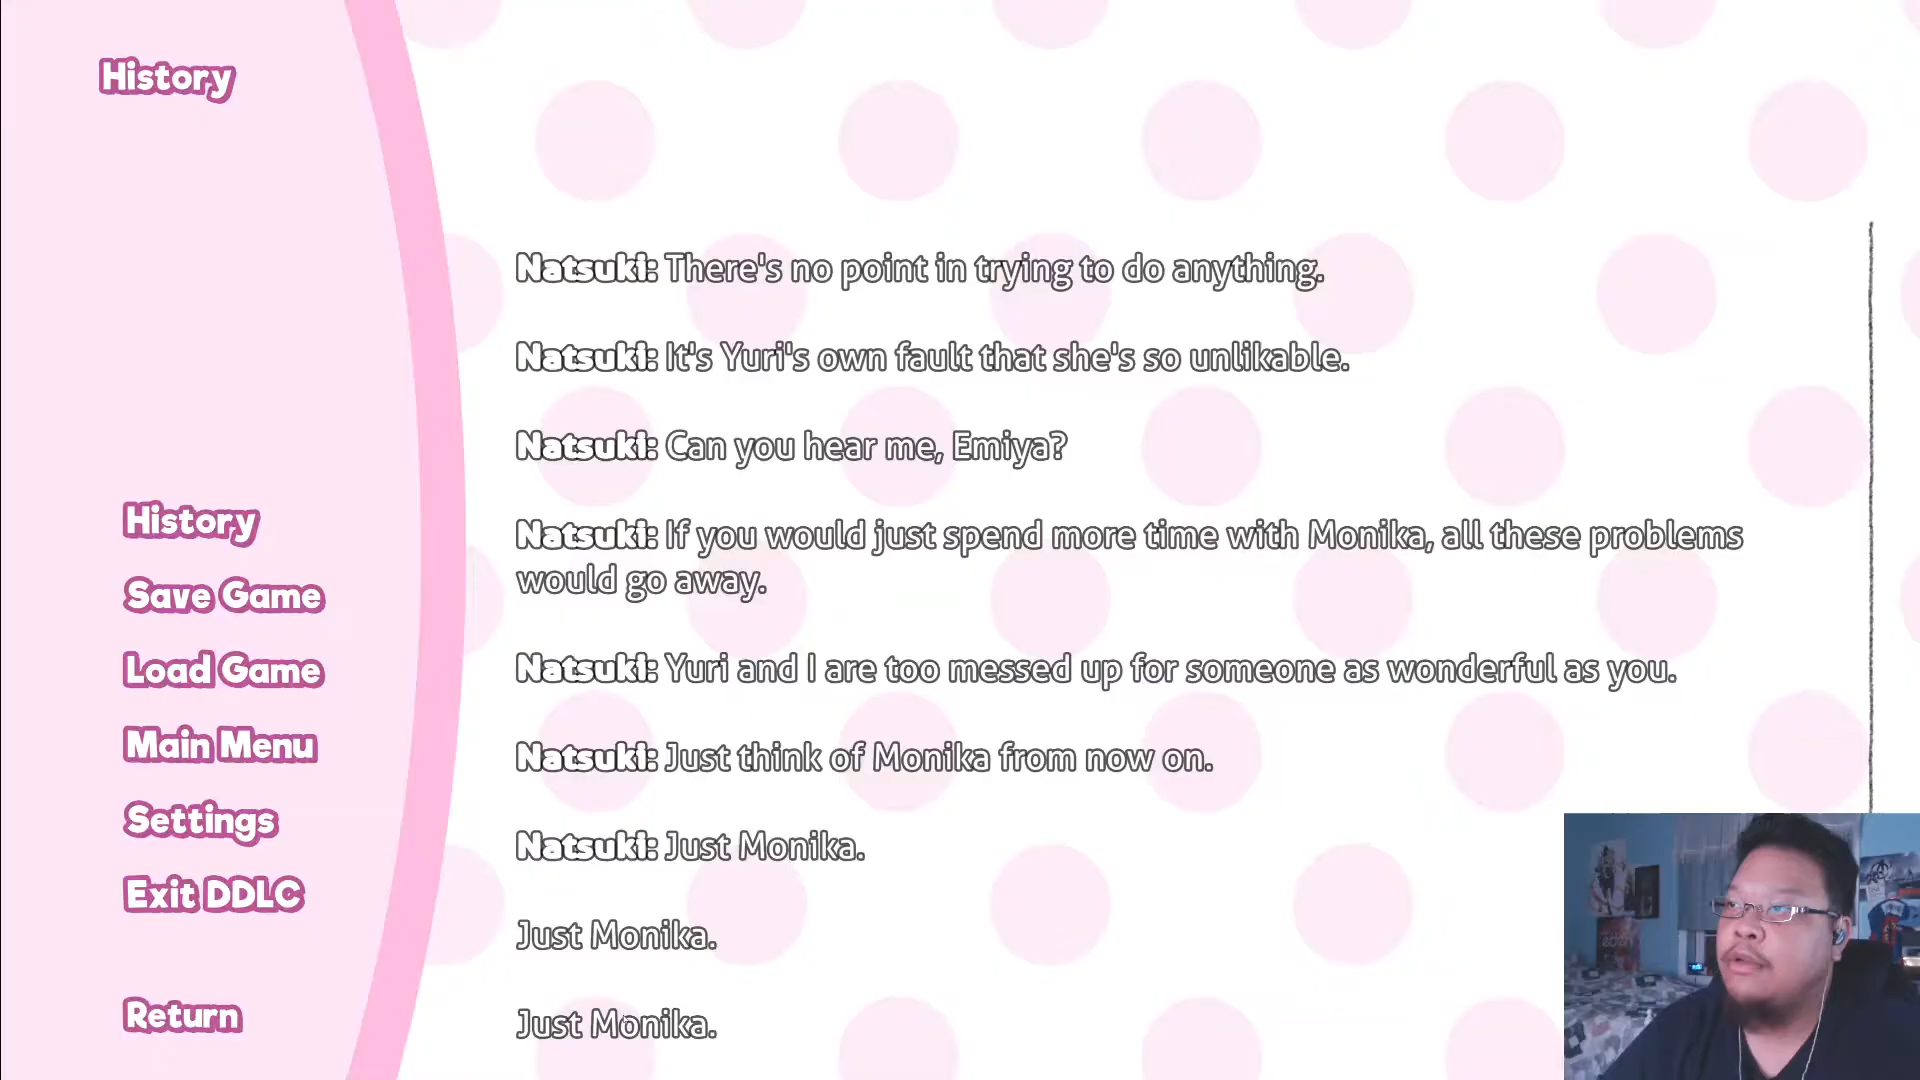 History
Natsuki: There's no point in trying to do anything.
Natsuki: It's Yuri's own fault that she's so unlikable.
Natsuki: Can you hear me, Emiya?
Natsuki: If you would just spend more time with Monika, all these problems
would go away.
Natsuki: Yuri and I are too messed up for someone as wonderful as you.
Natsuki: Just think of Monika from now on.
Natsuki: Just Monika.
Just Monika.
Just Monika.
History
Save Game
Load Game
Main Menu
Settings
Exit DDLC
Return